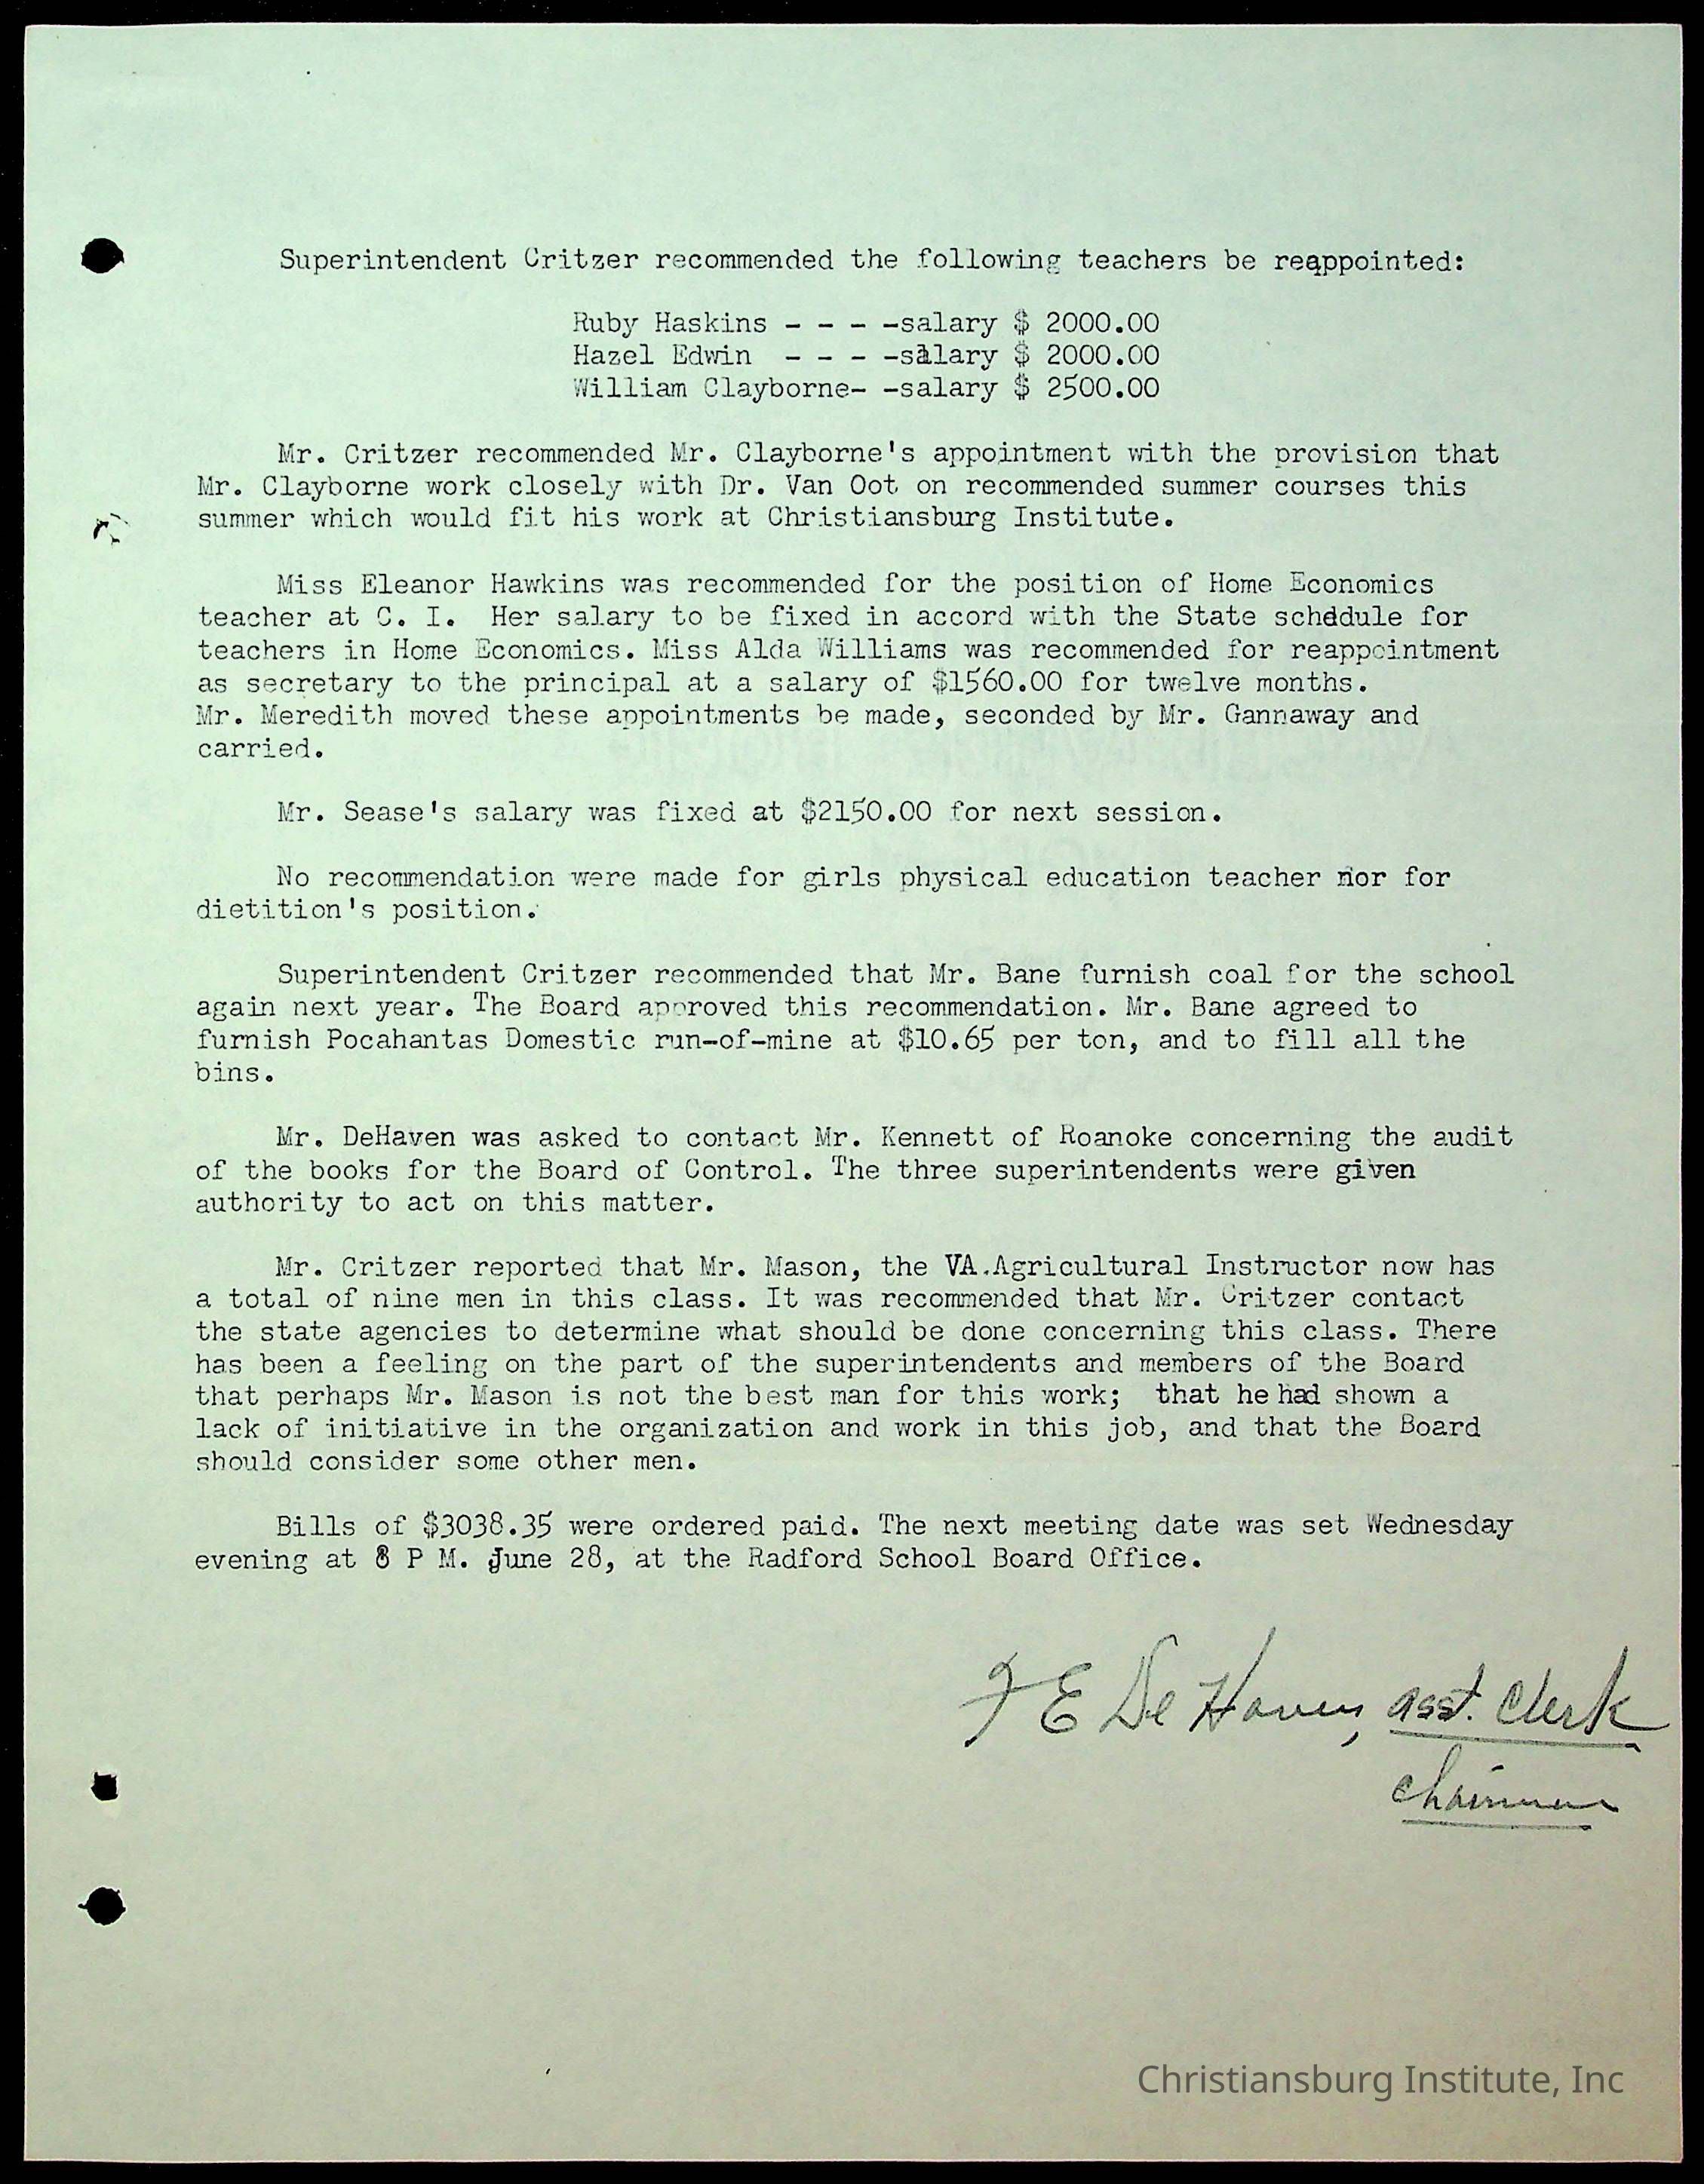 Superintendent Critzer recommended the following teachers be reappointed:
Ruby Haskins - - - -salary $ 2000.00
Hazel Edwin - - - -salary $ 2000.00
William Clayborne- -salary $ 2500.00
Mr. Critzer recommended Mr. Clayborne's appointment with the provision that
Mr. Clayborne work closely with Dr. Van Oot on recommended summer courses this
summer which would fit his work at Christiansburg Institute.
Miss Eleanor Hawkins was recommended for the position of Home Economics
teacher at C. I. Her salary to be fixed in accord with the State schedule for
teachers in Home Economics. Miss Alda Williams was recommended for reappointment
as secretary to the principal at a salary of $1560.00 for twelve months.
Mr. Meredith moved these appointments be made, seconded by Mr. Gannaway and
carried.
Mr. Sease's salary was fixed at $2150.00 for next session.
No recommendation were made for girls physical education teacher nor for
dietition's position.
Superintendent Critzer recommended that Mr. Bane furnish coal for the school
again next year. The Board approved this recommendation. Mr. Bane agreed to
furnish Pocahantas Domestic run-of-mine at $10.65 per ton, and to fill all the
bins.
Mr. DeHaven was asked to contact Mr. Kennett of Roanoke concerning the audit
of the books for the Board of Control. The three superintendents were given
authority to act on this matter.
Mr. Critzer reported that Mr. Mason, the VA.Agricultural Instructor now has
a total of nine men in this class. It was recommended that Mr. Critzer contact
the state agencies to determine what should be done concerning this class. There
has been a feeling on the part of the superintendents and members of the Board
that perhaps Mr. Mason is not the best man for this work; that he had shown a
lack of initiative in the organization and work in this job, and that the Board
should consider some other men.
Bills of $3038.35 were ordered paid. The next meeting date was set Wednesday
evening at 8 P M. June 28, at the Radford School Board Office.
F E De Haven, asst. Clerk
Chairman
Christiansburg Institute, Inc